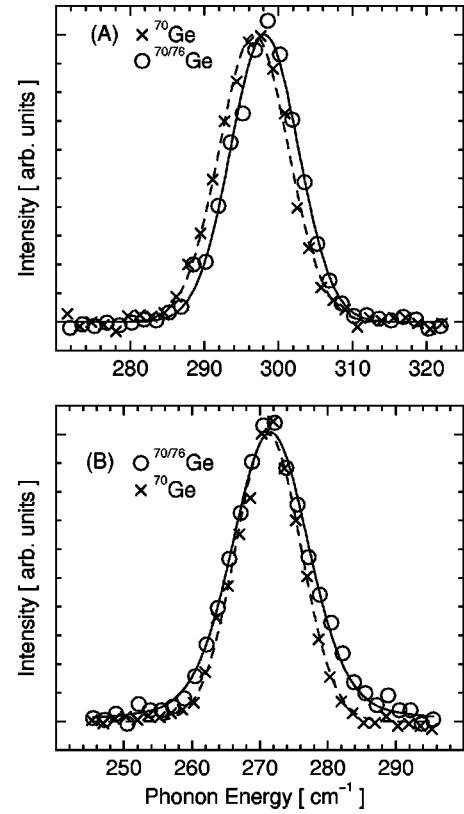 (A) × ⁷⁰Ge
○ ⁷⁰/⁷⁶Ge
Intensity [ arb. units ]
280 290 300 310 320
(B) ○ ⁷⁰/⁷⁶Ge
× ⁷⁰Ge
Intensity [ arb. units ]
250 260 270 280 290
Phonon Energy [ cm⁻¹ ]